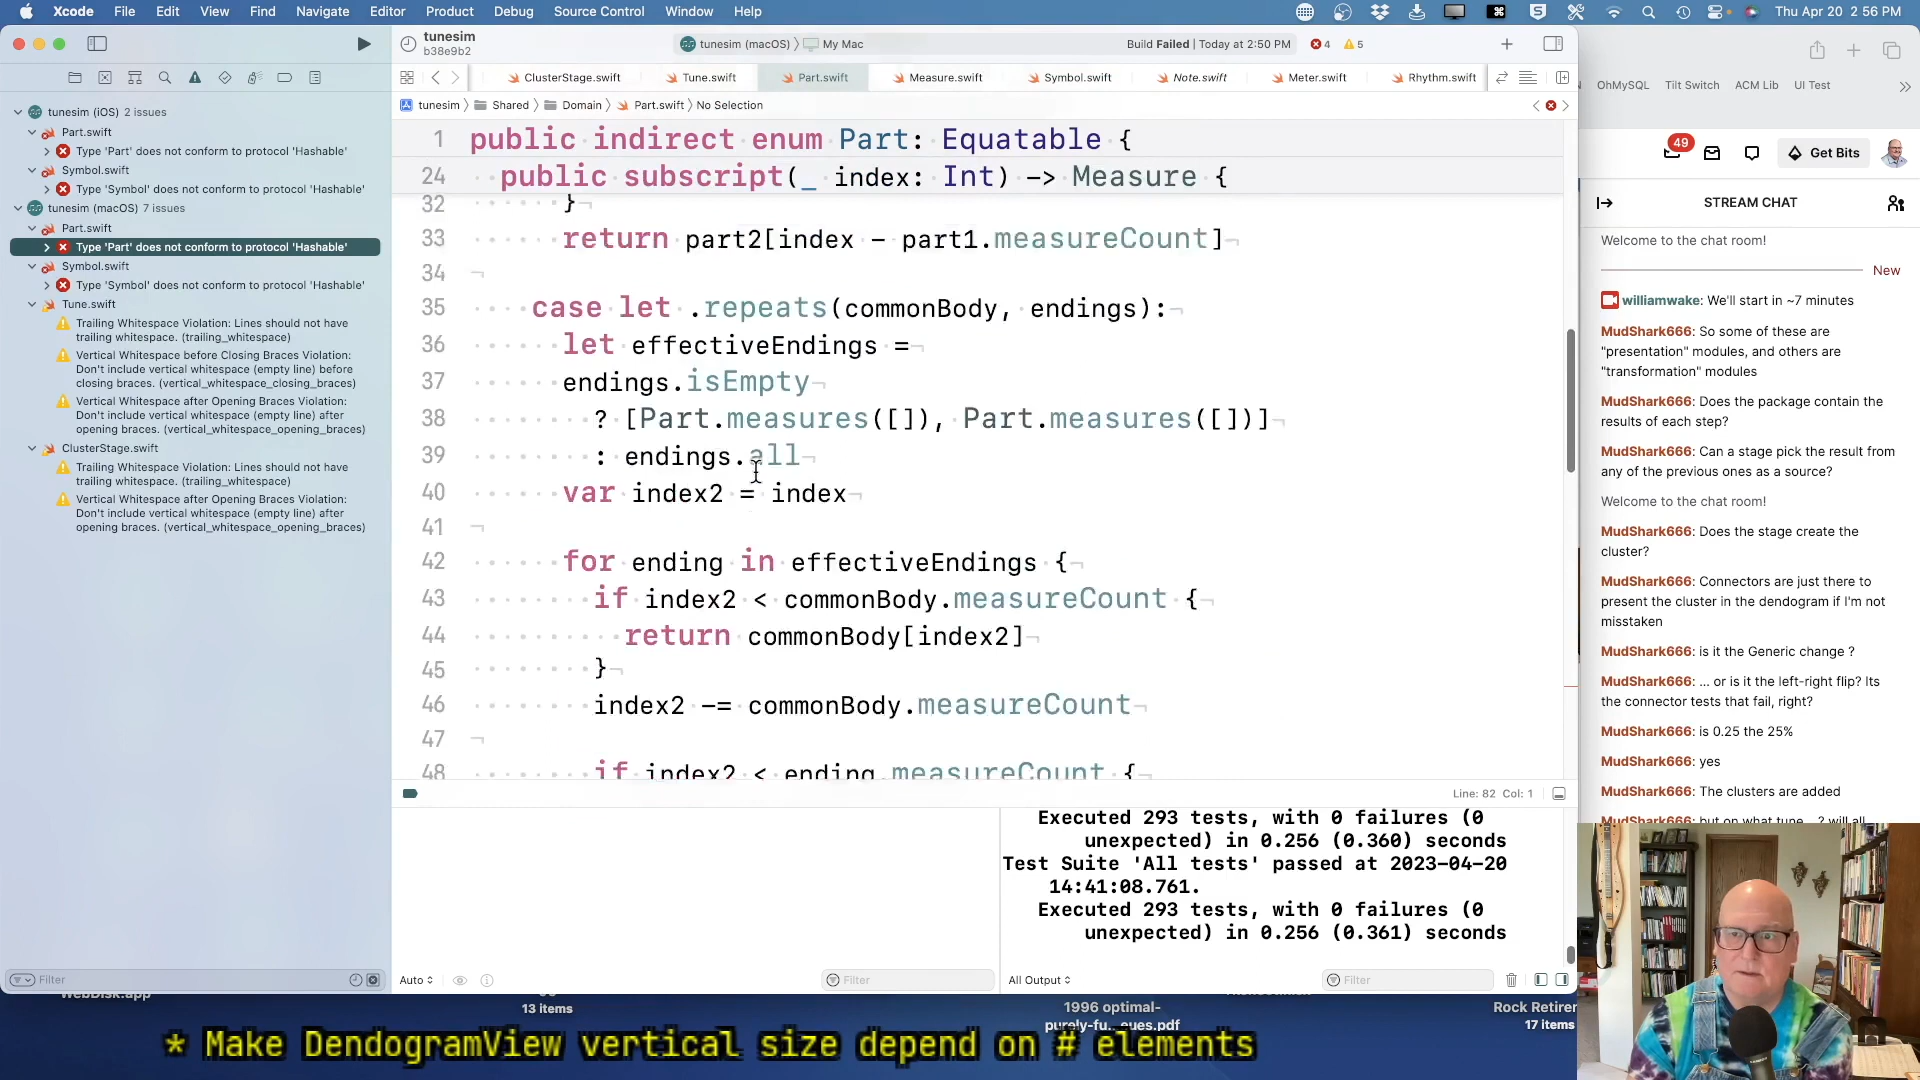 Xcode File Edit View Find Navigate Editor Product Debug Source Control Window Help Thu Apr 20 2:56 PM
tunesim
b38e9b2
tunesim (macOS) My Mac
Build Failed | Today at 2:50 PM 4 5
ClusterStage.swift Tune.swift Part.swift Measure.swift Symbol.swift Note.swift Meter.swift Rhythm.swift
tunesim Shared Domain Part.swift No Selection
tunesim (iOS) 2 issues
Part.swift
Type 'Part' does not conform to protocol 'Hashable'
Symbol.swift
Type 'Symbol' does not conform to protocol 'Hashable'
tunesim (macOS) 7 issues
Part.swift
Type 'Part' does not conform to protocol 'Hashable'
Symbol.swift
Type 'Symbol' does not conform to protocol 'Hashable'
Tune.swift
Trailing Whitespace Violation: Lines should not have
trailing whitespace. (trailing_whitespace)
Vertical Whitespace before Closing Braces Violation:
Don't include vertical whitespace (empty line) before
closing braces. (vertical_whitespace_closing_braces)
Vertical Whitespace after Opening Braces Violation:
Don't include vertical whitespace (empty line) after
opening braces. (vertical_whitespace_opening_braces)
ClusterStage.swift
Trailing Whitespace Violation: Lines should not have
trailing whitespace. (trailing_whitespace)
Vertical Whitespace after Opening Braces Violation:
Don't include vertical whitespace (empty line) after
opening braces. (vertical_whitespace_opening_braces)
Filter
1 public indirect enum Part: Equatable {
24 public subscript(_ index: Int) -> Measure {
32 }
33 return part2[index - part1.measureCount]
34
35 case let .repeats(commonBody, endings):
36 let effectiveEndings =
37 endings.isEmpty
38 ? [Part.measures([]), Part.measures([])]
39 : endings.all
40 var index2 = index
41
42 for ending in effectiveEndings {
43 if index2 < commonBody.measureCount {
44 return commonBody[index2]
45 }
46 index2 -= commonBody.measureCount
47
48 if index2 < ending.measureCount {
Line: 82 Col: 1
Executed 293 tests, with 0 failures (0
unexpected) in 0.256 (0.360) seconds
Test Suite 'All tests' passed at 2023-04-20
14:41:08.761.
Executed 293 tests, with 0 failures (0
unexpected) in 0.256 (0.361) seconds
Auto Filter All Output Filter
OhMySQL Tilt Switch ACM Lib UI Test
49 Get Bits
STREAM CHAT
Welcome to the chat room!
New
williamwake: We'll start in ~7 minutes
MudShark666: So some of these are
"presentation" modules, and others are
"transformation" modules
MudShark666: Does the package contain the
results of each step?
MudShark666: Can a stage pick the result from
any of the previous ones as a source?
Welcome to the chat room!
MudShark666: Does the stage create the
cluster?
MudShark666: Connectors are just there to
present the cluster in the dendogram if I'm not
misstaken
MudShark666: is it the Generic change ?
MudShark666: ... or is it the left-right flip? Its
the connector tests that fail, right?
MudShark666: is 0.25 the 25%
MudShark666: yes
MudShark666: The clusters are added
MudShark666: but on what tune ? will all
WebDisk.app
13 items
1996 optimal-
purely-fu...eues.pdf
Rock Retirem
17 items
* Make DendogramView vertical size depend on # elements